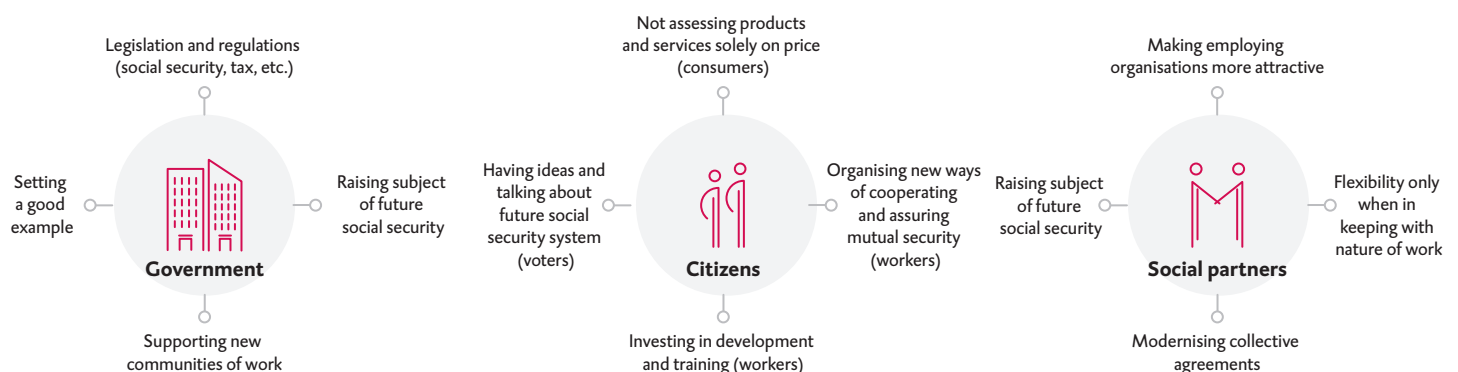 Legislation and regulations
(social security, tax, etc.)
Setting
a good
example
Raising subject
of future
social security
Government
Supporting new
communities of work
Not assessing products
and services solely on price
(consumers)
Having ideas and
talking about
future social
security system
(voters)
Organising new ways
of cooperating
and assuring
mutual security
(workers)
Citizens
Investing in development
and training (workers)
Making employing
organisations more attractive
Raising subject
of future
social security
Flexibility only
when in
keeping with
nature of work
Social partners
Modernising collective
agreements